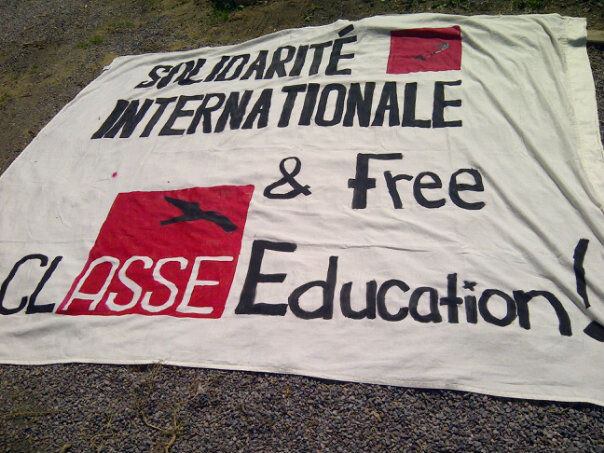 SOLIDARITÉ
INTERNATIONALE
& Free
CLASSE Education!